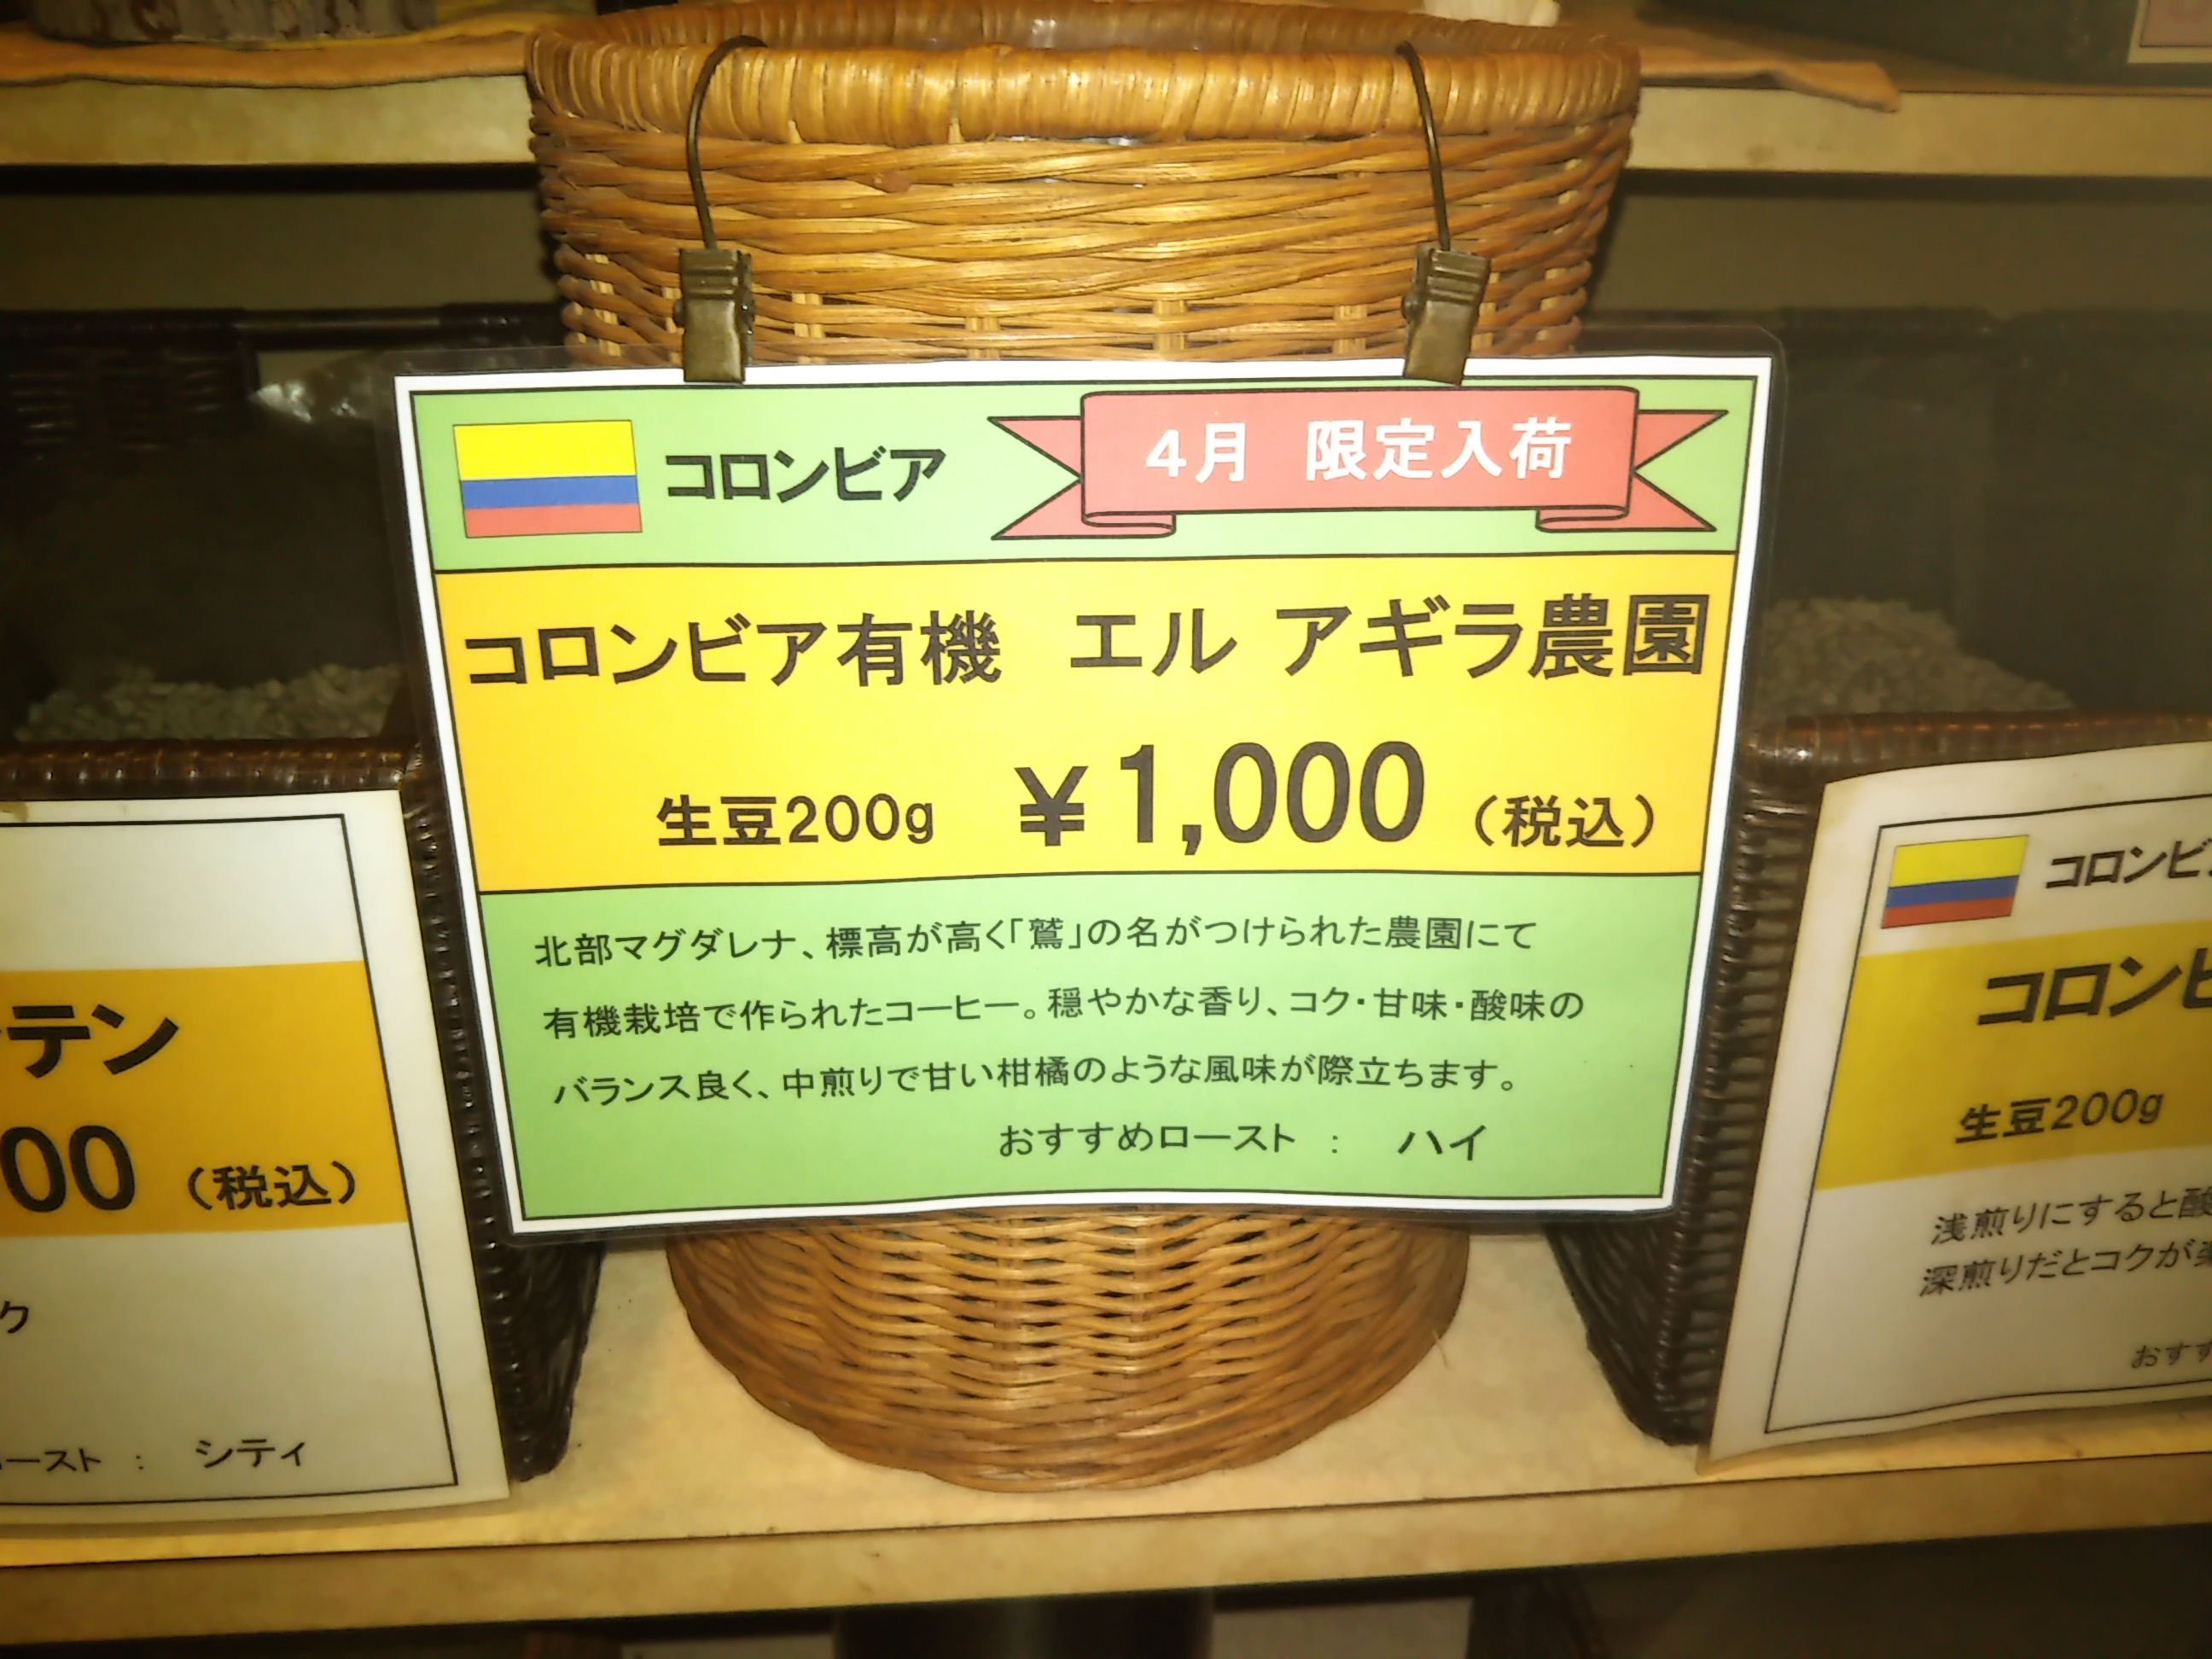 コロンビア
4月 限定入荷
コロンビア有機 エル アギラ農園
生豆200g ¥1,000 (税込)
北部マグダレナ、標高が高く「鷲」の名がつけられた農園にて
有機栽培で作られたコーヒー。穏やかな香り、コク・甘味・酸味の
バランス良く、中煎りで甘い柑橘のような風味が際立ちます。
おすすめロースト : ハイ
テン
00 (税込)
ク
ースト : シティ
コロンビ
コロンビ
生豆200g
浅煎りにすると酸
深煎りだとコクが
おすす